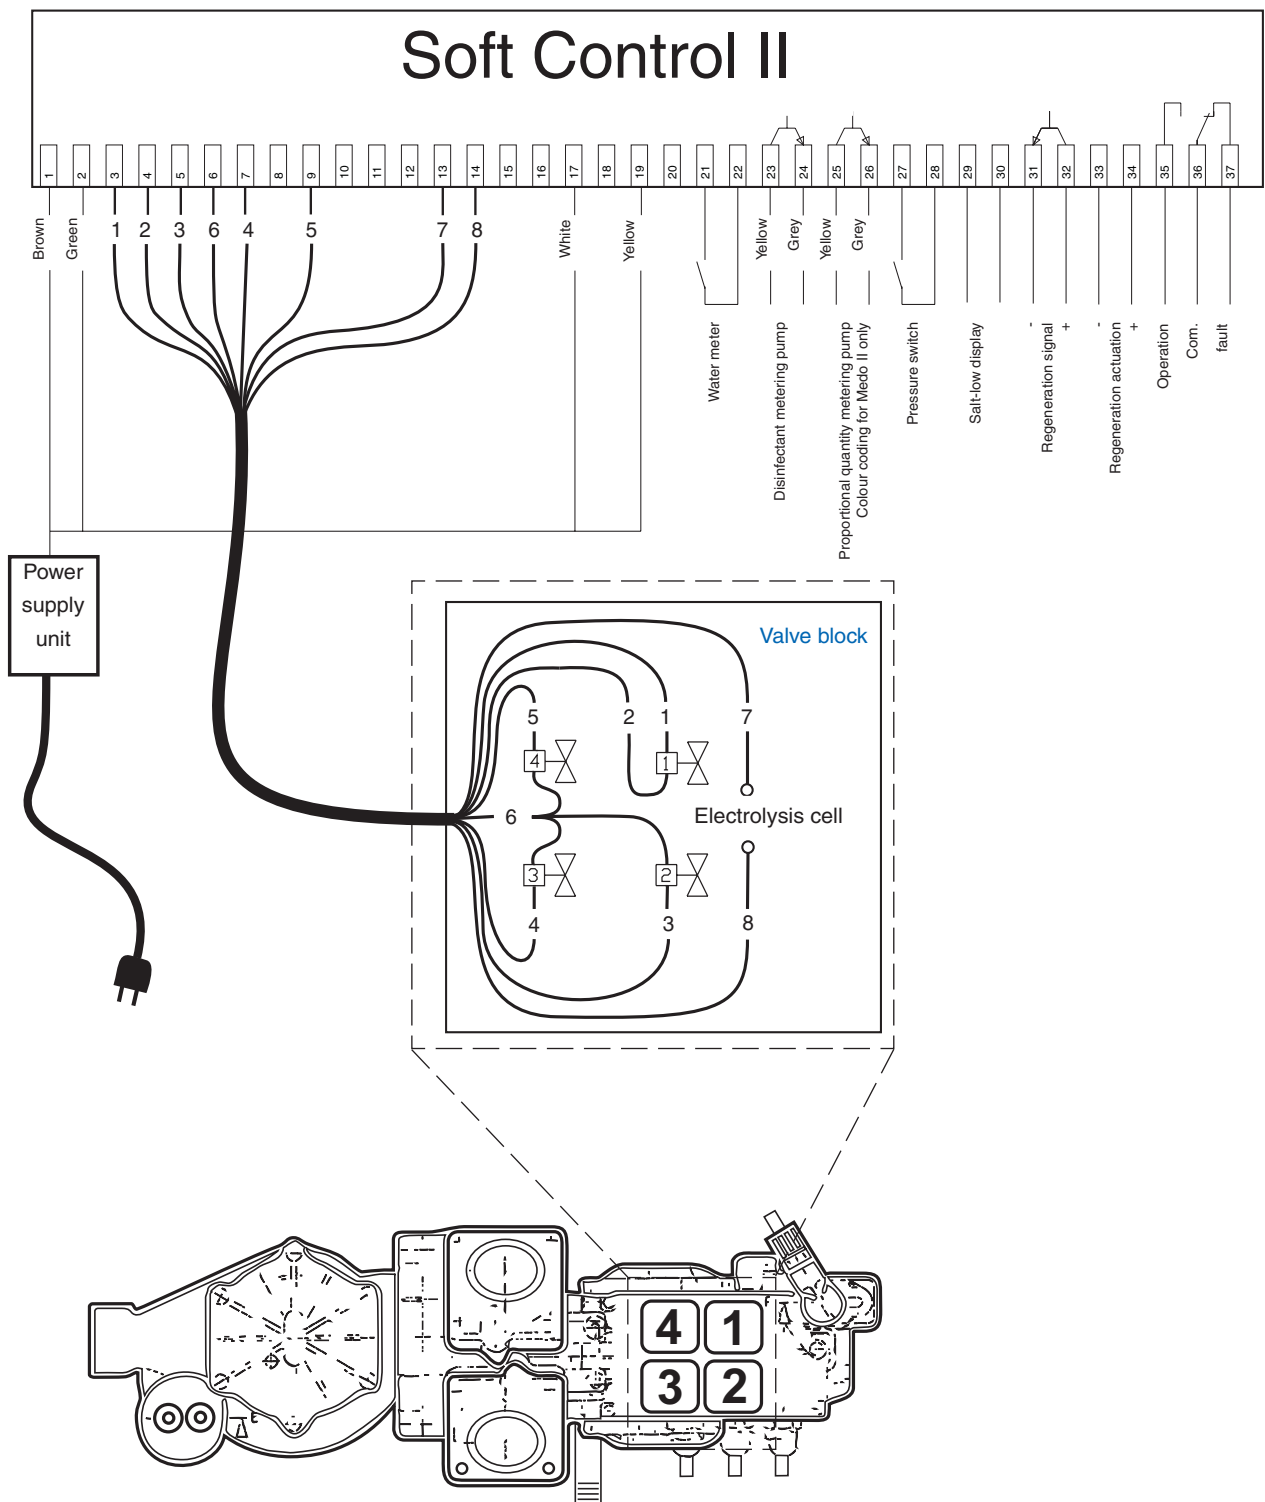 Soft Control II
1 2 3 4 5 6 7 8 9 10 11 12 13 14 15 16 17 18 19 20 21 22 23 24 25 26 27 28 29 30 31 32 33 34 35 36 37
Brown
Green
1 2 3 6 4 5 7 8
White
Yellow
Yellow
Grey
Yellow
Grey
Water meter
Disinfectant metering pump
Proportional quantity metering pump
Colour coding for Medo II only
Pressure switch
Salt-low display
- +
Regeneration signal
- +
Regeneration actuation
Operation
Com.
fault
Power
supply
unit
Valve block
5 2 1 7
4 1
6
Electrolysis cell
3 2
4 3 8
4 1
3 2
E